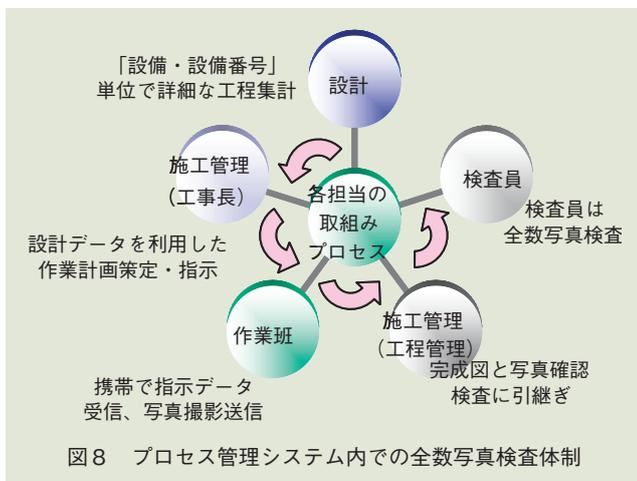 「設備・設備番号」
単位で詳細な工程集計
設計
施工管理
（工事長）
設計データを利用した
作業計画策定・指示
各担当の
取組み
プロセス
検査員
検査員は
全数写真検査
作業班
携帯で指示データ
受信、写真撮影送信
施工管理
（工程管理）
完成図と写真確認
検査に引継ぎ
図８　プロセス管理システム内での全数写真検査体制